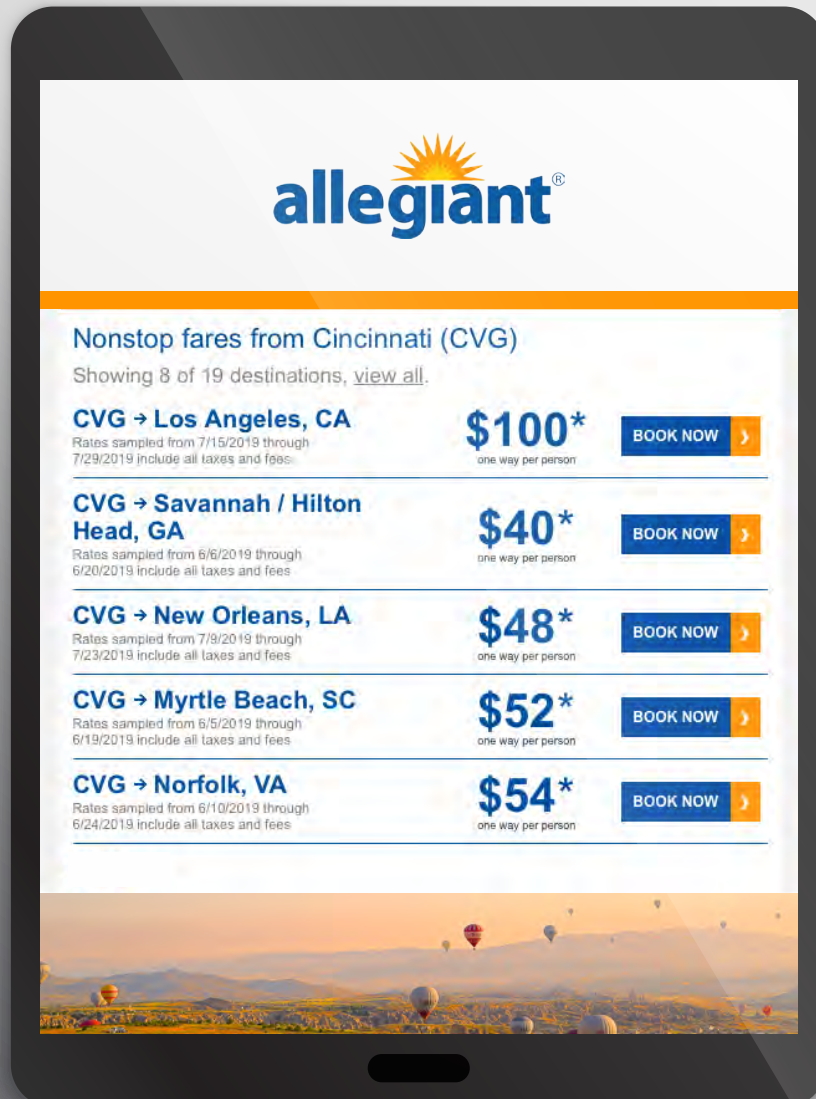 allegiant®
Nonstop fares from Cincinnati (CVG)
Showing 8 of 19 destinations, view all.
CVG → Los Angeles, CA
Rates sampled from 7/15/2019 through
7/29/2019 include all taxes and fees
$100*
one way per person
BOOK NOW
CVG → Savannah / Hilton
Head, GA
Rates sampled from 6/6/2019 through
6/20/2019 include all taxes and fees
$40*
one way per person
BOOK NOW
CVG → New Orleans, LA
Rates sampled from 7/9/2019 through
7/23/2019 include all taxes and fees
$48*
one way per person
BOOK NOW
CVG → Myrtle Beach, SC
Rates sampled from 6/5/2019 through
6/19/2019 include all taxes and fees
$52*
one way per person
BOOK NOW
CVG → Norfolk, VA
Rates sampled from 6/10/2019 through
6/24/2019 include all taxes and fees
$54*
one way per person
BOOK NOW